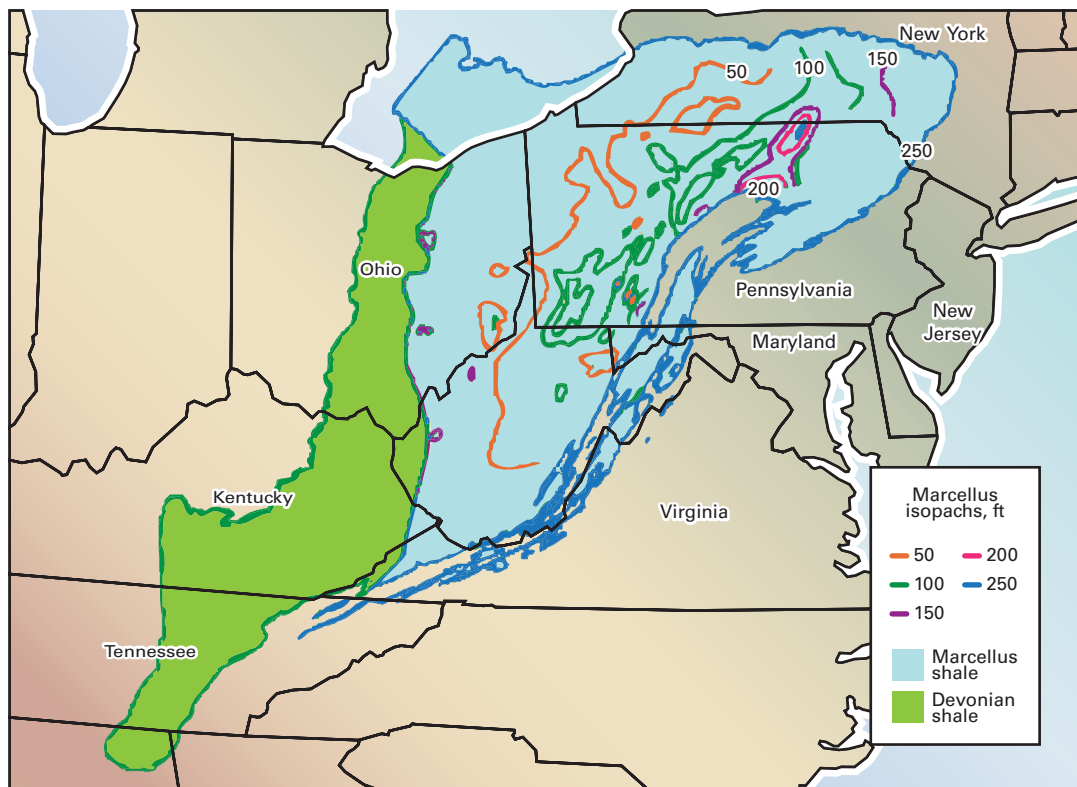 New York
50
100
150
250
200
Ohio
Pennsylvania
New
Jersey
Maryland
Kentucky
Virginia
Tennessee
Marcellus
isopachs, ft
50
200
100
250
150
Marcellus
shale
Devonian
shale